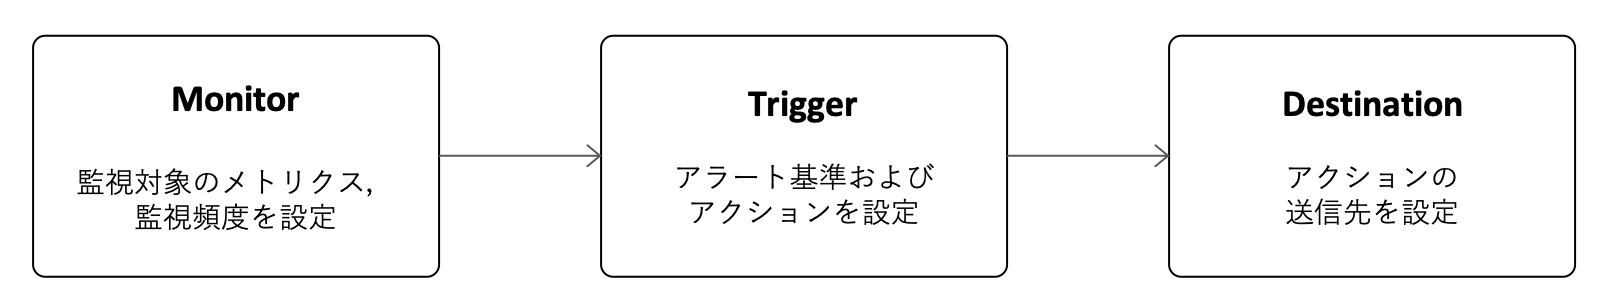 Monitor
監視対象のメトリクス,
監視頻度を設定
Trigger
アラート基準および
アクションを設定
Destination
アクションの
送信先を設定